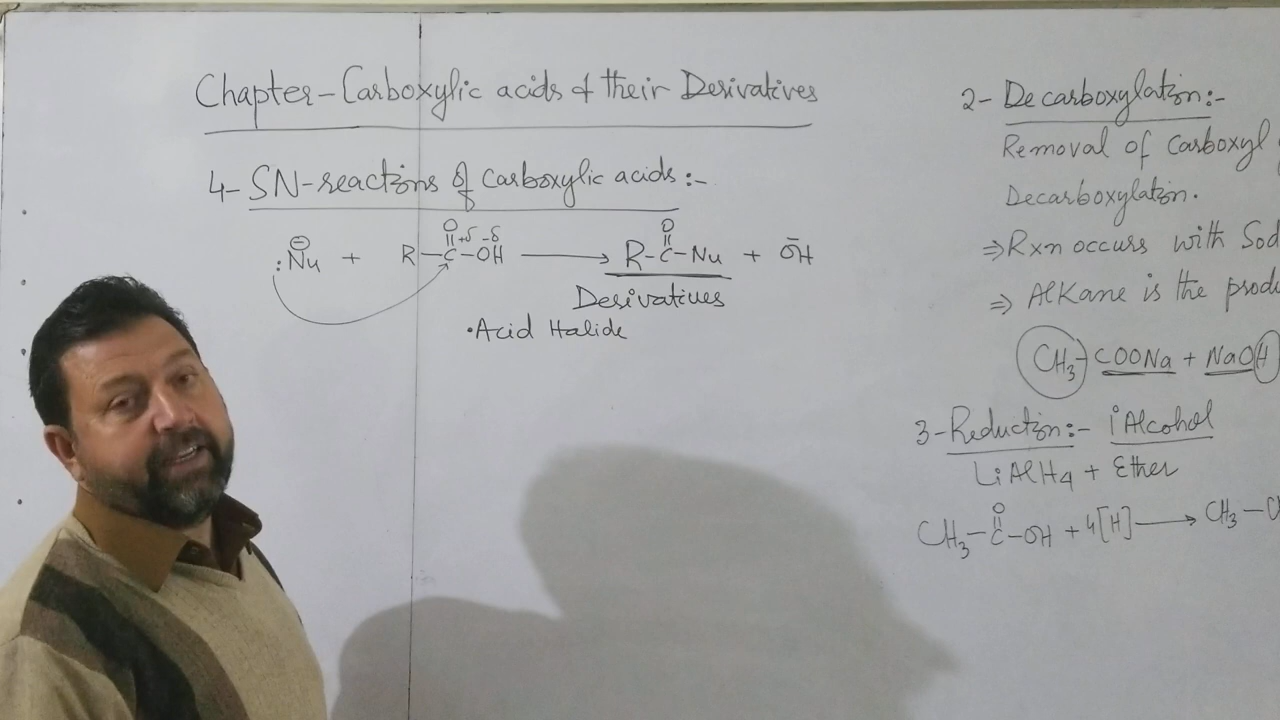 Chapter-Carboxylic acids & their Derivatives
4- SN-reactions of carboxylic acids:-
:Nu⊖ + R-C(=O)-OH ⟶ R-C(=O)-Nu + OH⁻
+δ -δ
Derivatives
•Acid Halide
2- Decarboxylation:-
Removal of Carboxyl
Decarboxylation.
⇒ Rxn occurs with Sod
⇒ Alkane is the produ
CH₃-COONa + NaOH
3-Reduction:- 1° Alcohol
LiAlH4 + Ether
CH₃-C(=O)-OH + 4[H] ⟶ CH₃-C